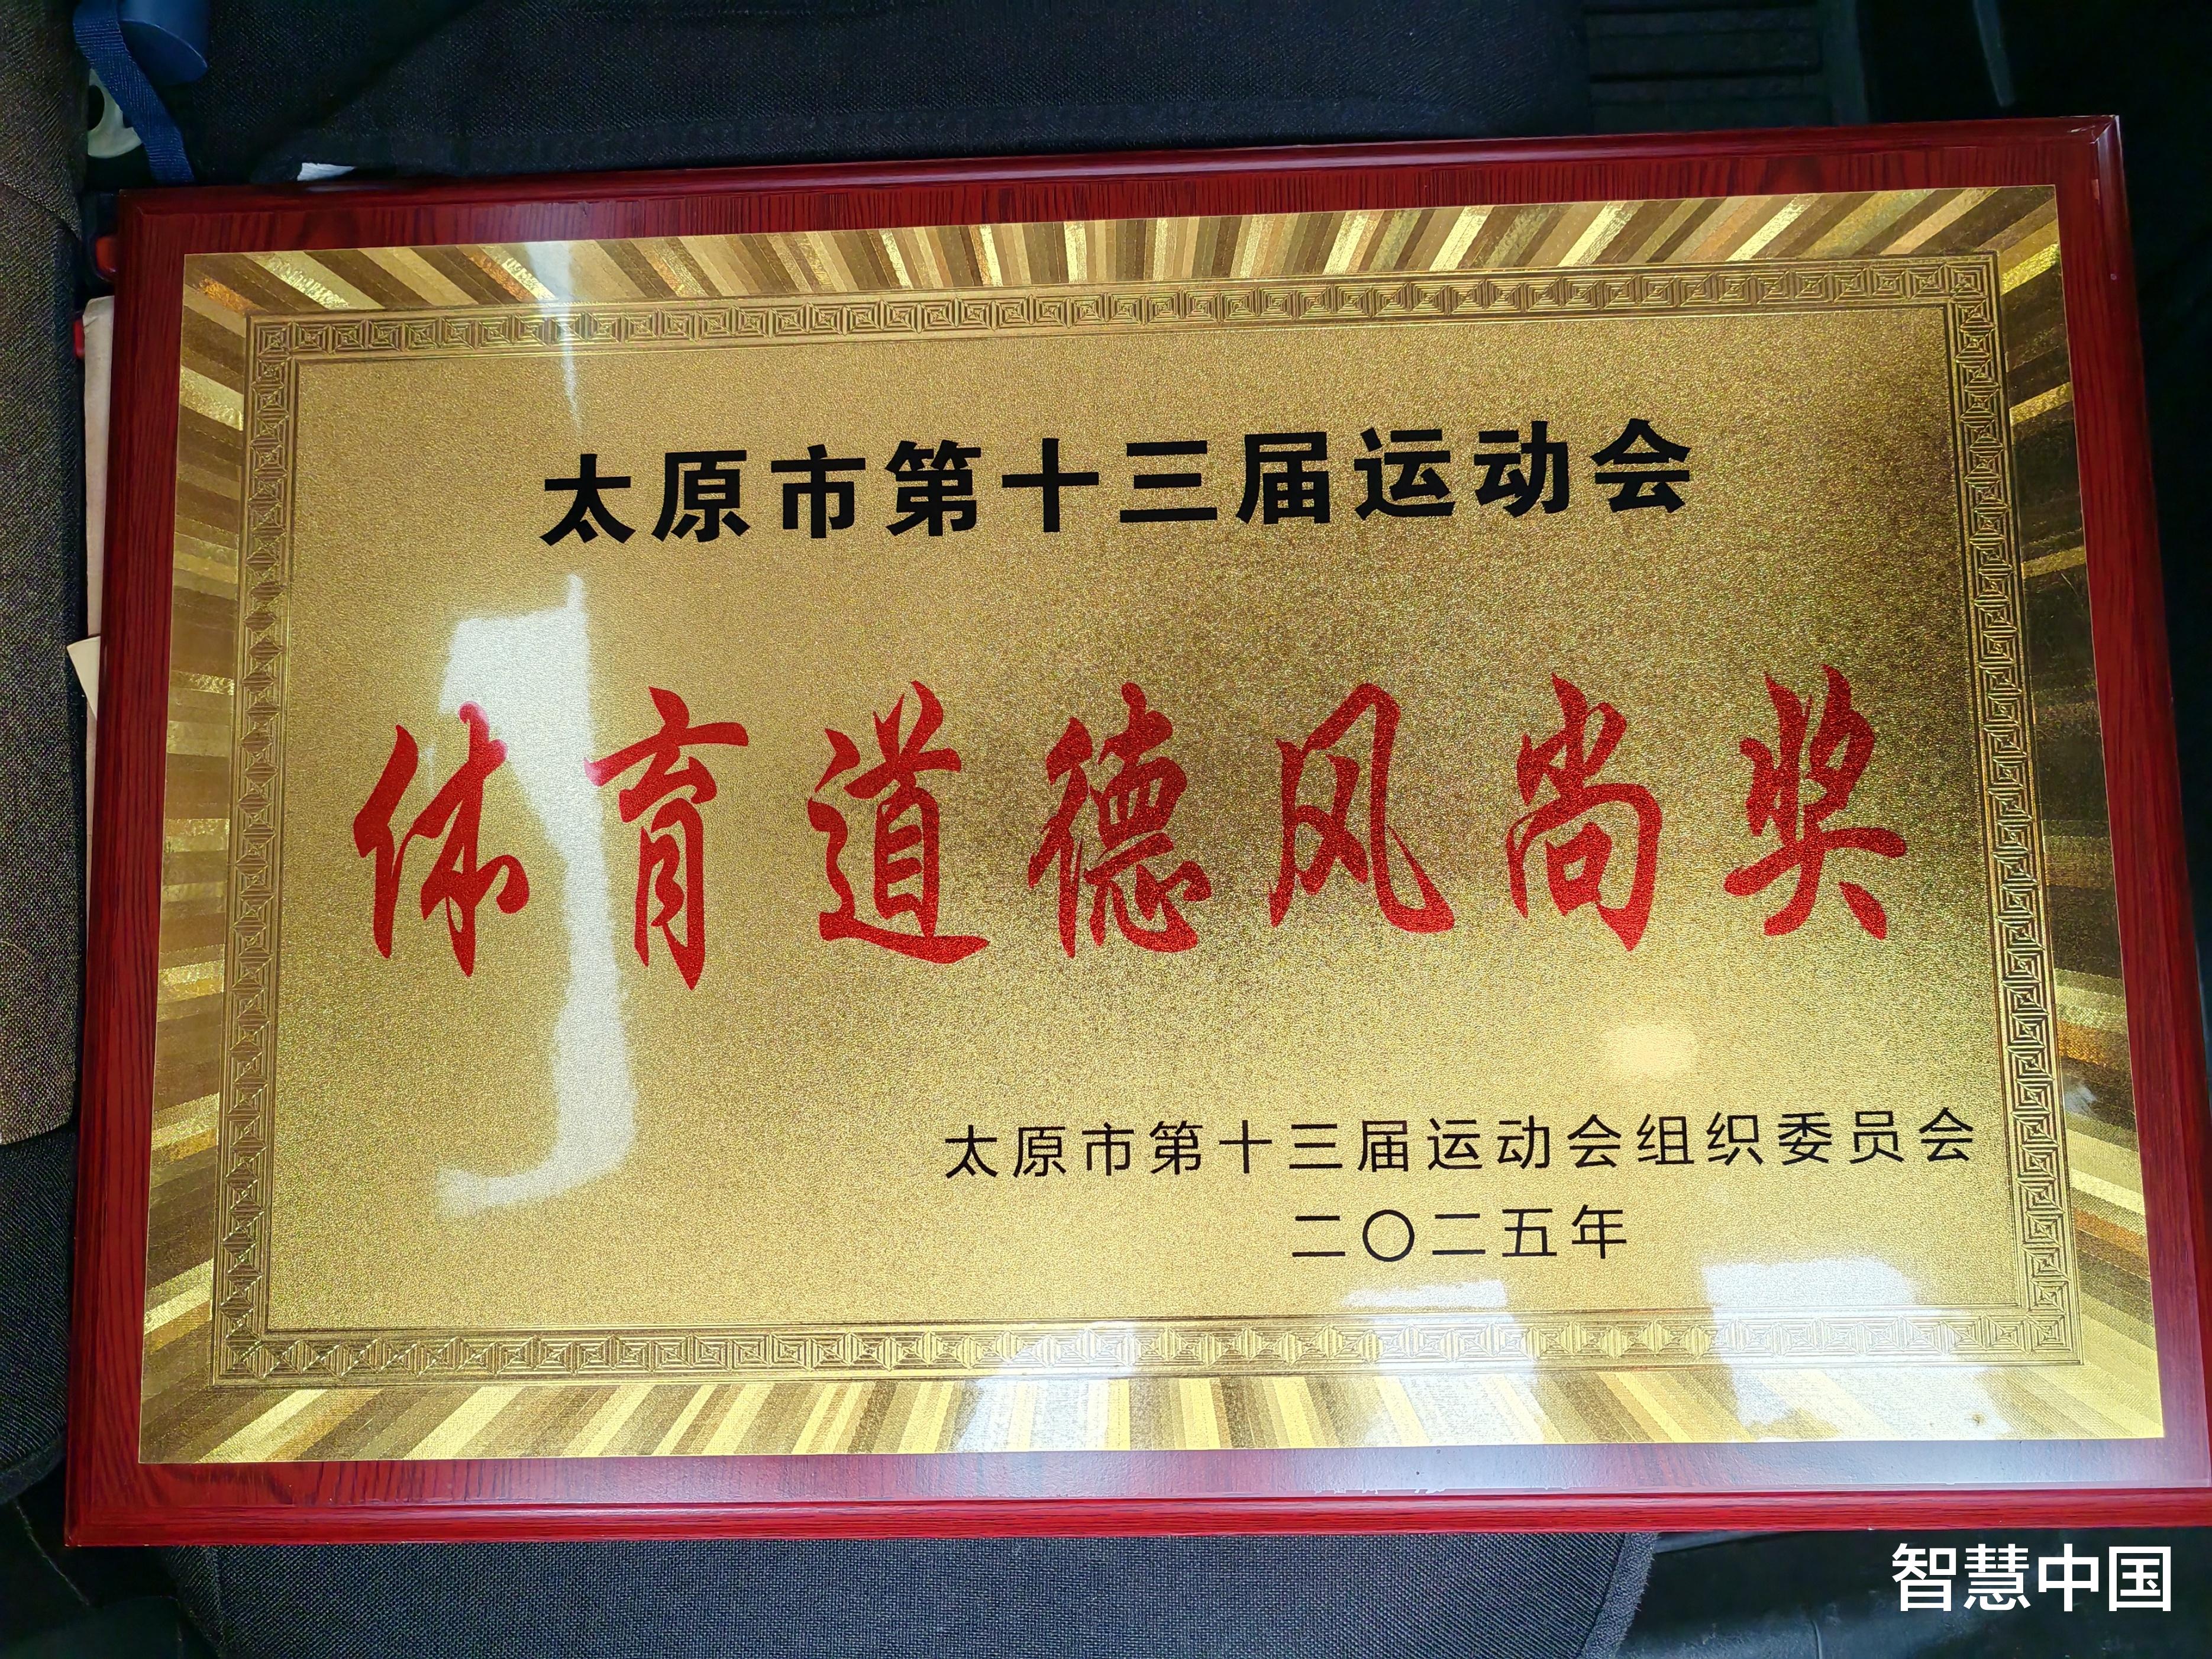 太原市第十三届运动会
体育道德风尚奖
太原市第十三届运动会组织委员会
二〇二五年
智慧中国